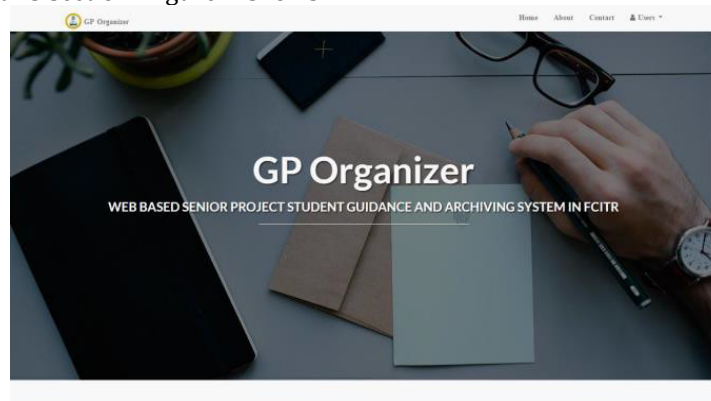 GP Organizer
Home About Contact Users
GP Organizer
WEB BASED SENIOR PROJECT STUDENT GUIDANCE AND ARCHIVING SYSTEM IN FCITR